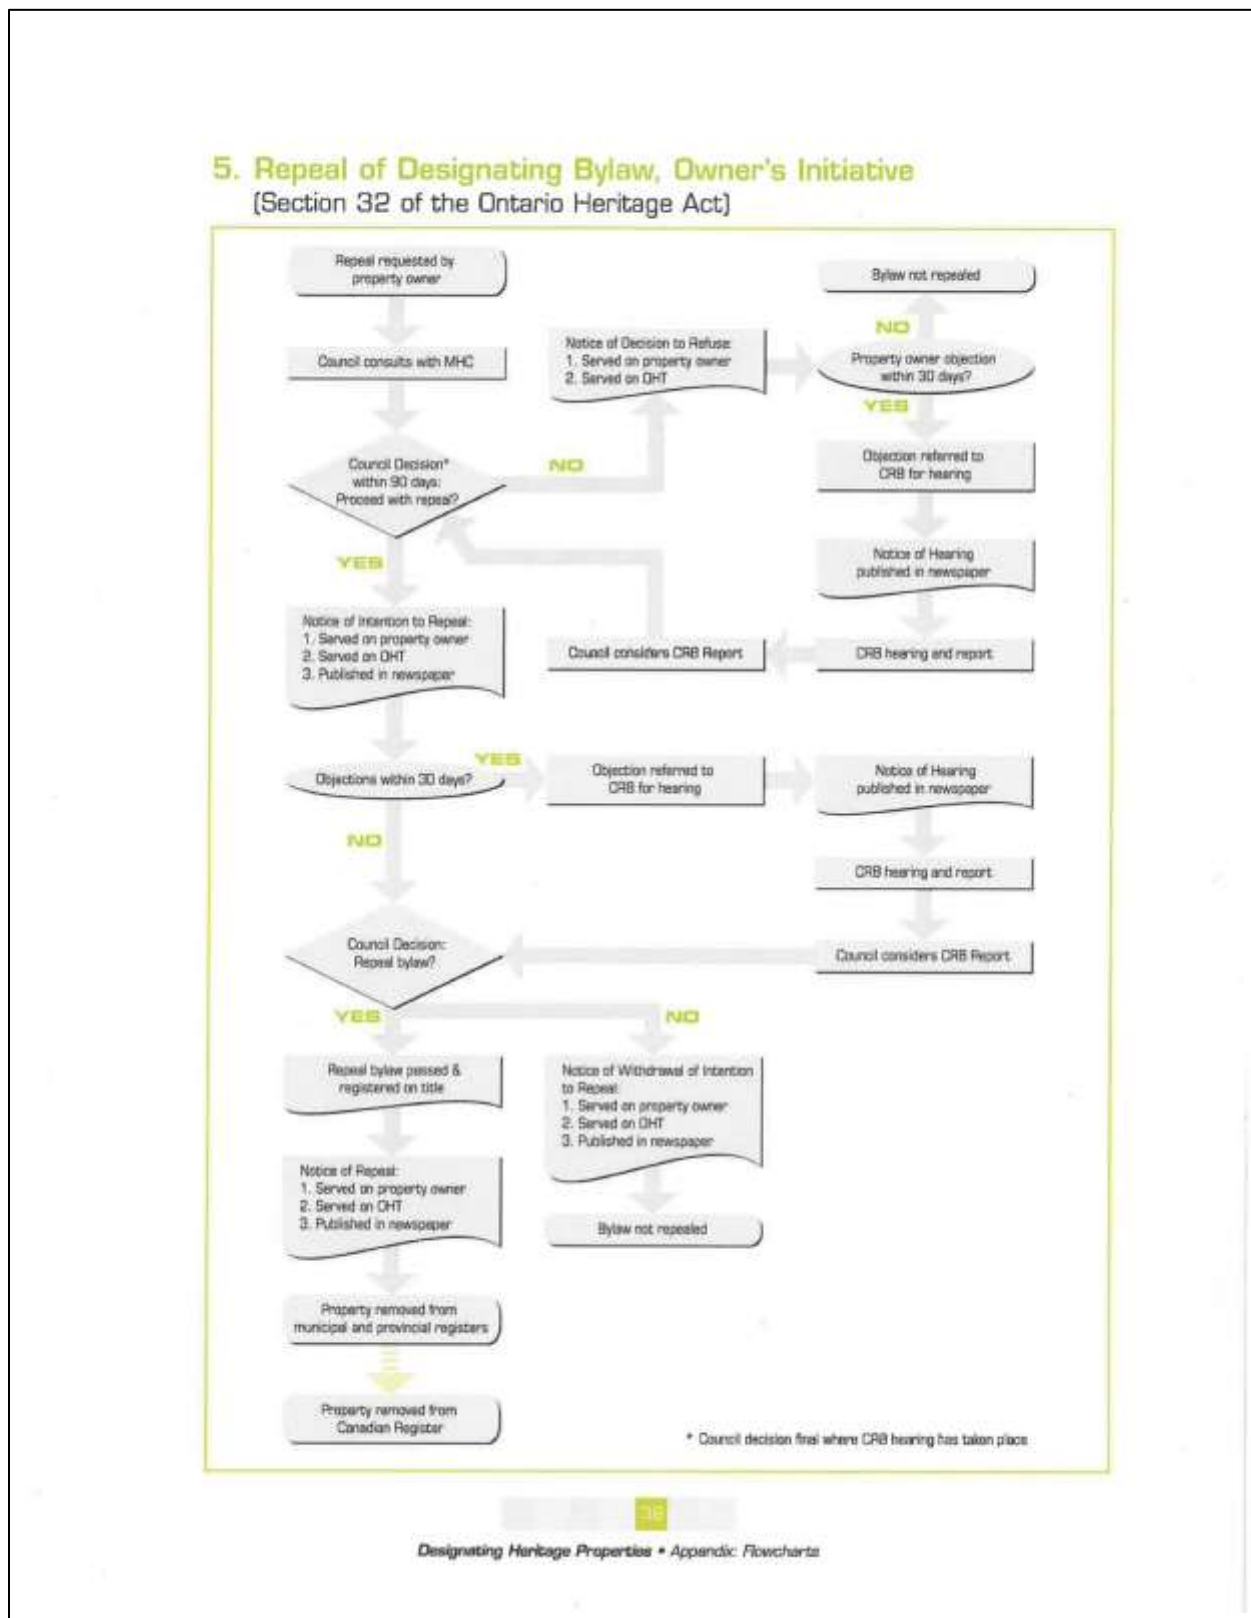 5. Repeal of Designating Bylaw, Owner's Initiative
(Section 32 of the Ontario Heritage Act)
Repeal requested by
property owner
Council consults with MHC
Council Decision*
within 90 days:
Proceed with repeal?
NO
Notice of Decision to Refuse:
1. Served on property owner
2. Served on OHT
Property owner objection
within 30 days?
NO
Bylaw not repealed
YES
Objection referred to
CRB for hearing
Notice of Hearing
published in newspaper
CRB hearing and report
Council considers CRB Report
YES
Notice of Intention to Repeal:
1. Served on property owner
2. Served on OHT
3. Published in newspaper
Objections within 30 days?
YES
Objection referred to
CRB for hearing
Notice of Hearing
published in newspaper
CRB hearing and report
Council considers CRB Report
NO
Council Decision:
Repeal bylaw?
YES
NO
Repeal bylaw passed &
registered on title
Notice of Withdrawal of Intention
to Repeal:
1. Served on property owner
2. Served on OHT
3. Published in newspaper
Notice of Repeal:
1. Served on property owner
2. Served on OHT
3. Published in newspaper
Bylaw not repealed
Property removed from
municipal and provincial registers
Property removed from
Canadian Register
* Council decision final where CRB hearing has taken place
Designating Heritage Properties • Appendix: Flowcharts